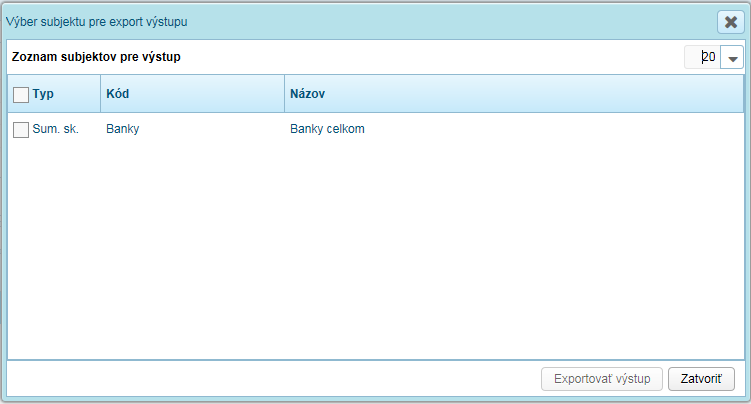 Výber subjektu pre export výstupu
Zoznam subjektov pre výstup 20
Typ Kód Názov
Sum. sk. Banky Banky celkom
Exportovať výstup Zatvoriť